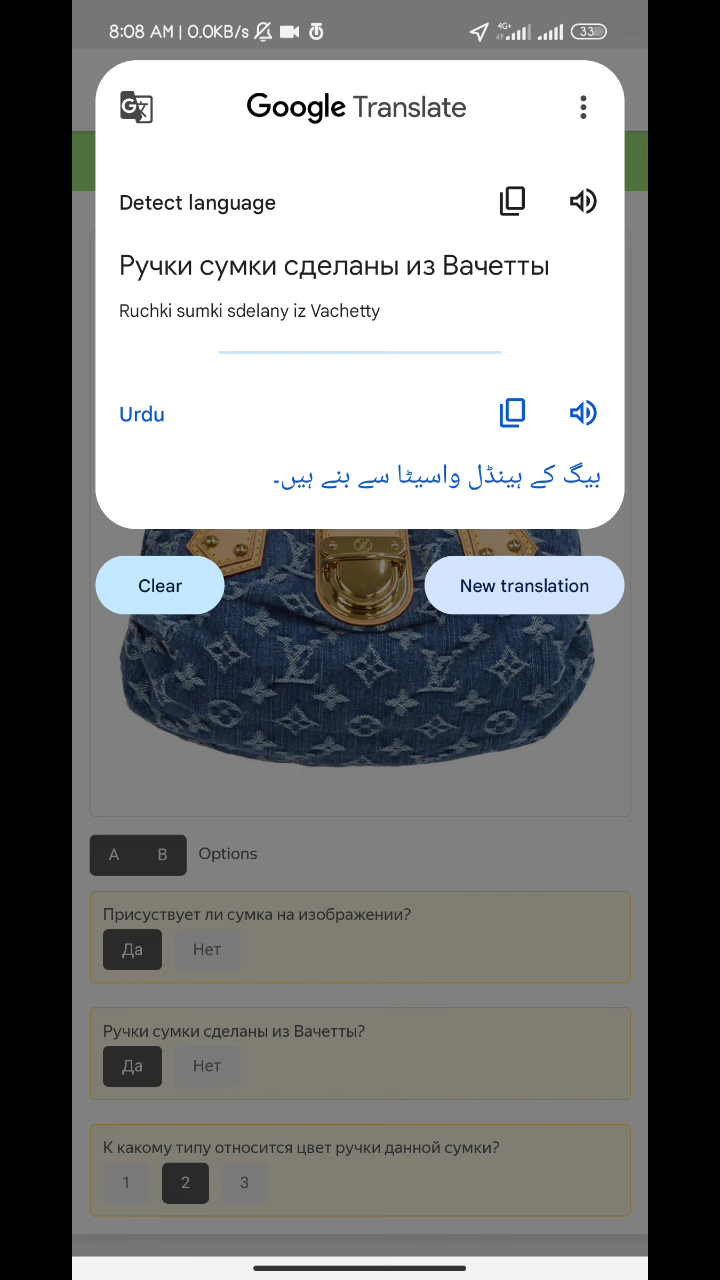 8:08 AM | 0.0KB/s 4G+ 33
Google Translate
Detect language
Ручки сумки сделаны из Вачетты
Ruchki sumki sdelany iz Vachetty
Urdu
بیگ کے ہینڈل واسیٹا سے بنے ہیں۔
Clear
New translation
A B Options
Присуствует ли сумка на изображении?
Да Нет
Ручки сумки сделаны из Вачетты?
Да Нет
К какому типу относится цвет ручки данной сумки?
1 2 3